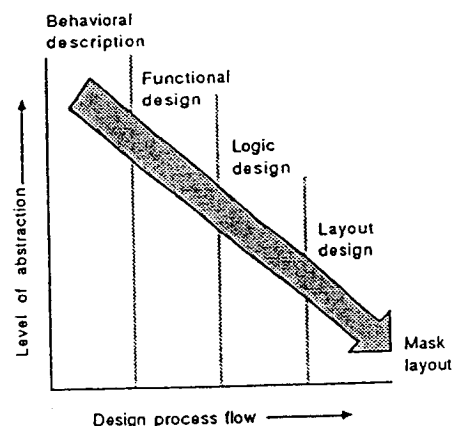 Behavioral
description
Functional
design
Logic
design
Layout
design
Mask
layout
Level of abstraction
Design process flow